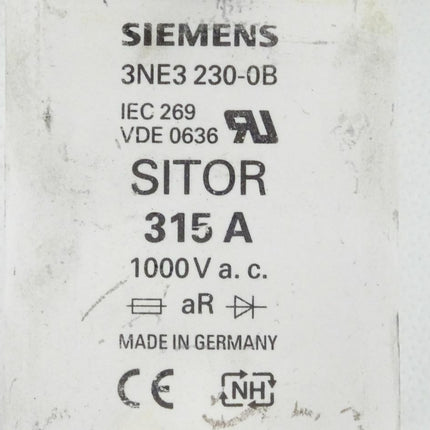 SIEMENS
3NE3 230-0B
IEC 269
VDE 0636
SITOR
315 A
1000 V a. c.
aR
MADE IN GERMANY
CE NH